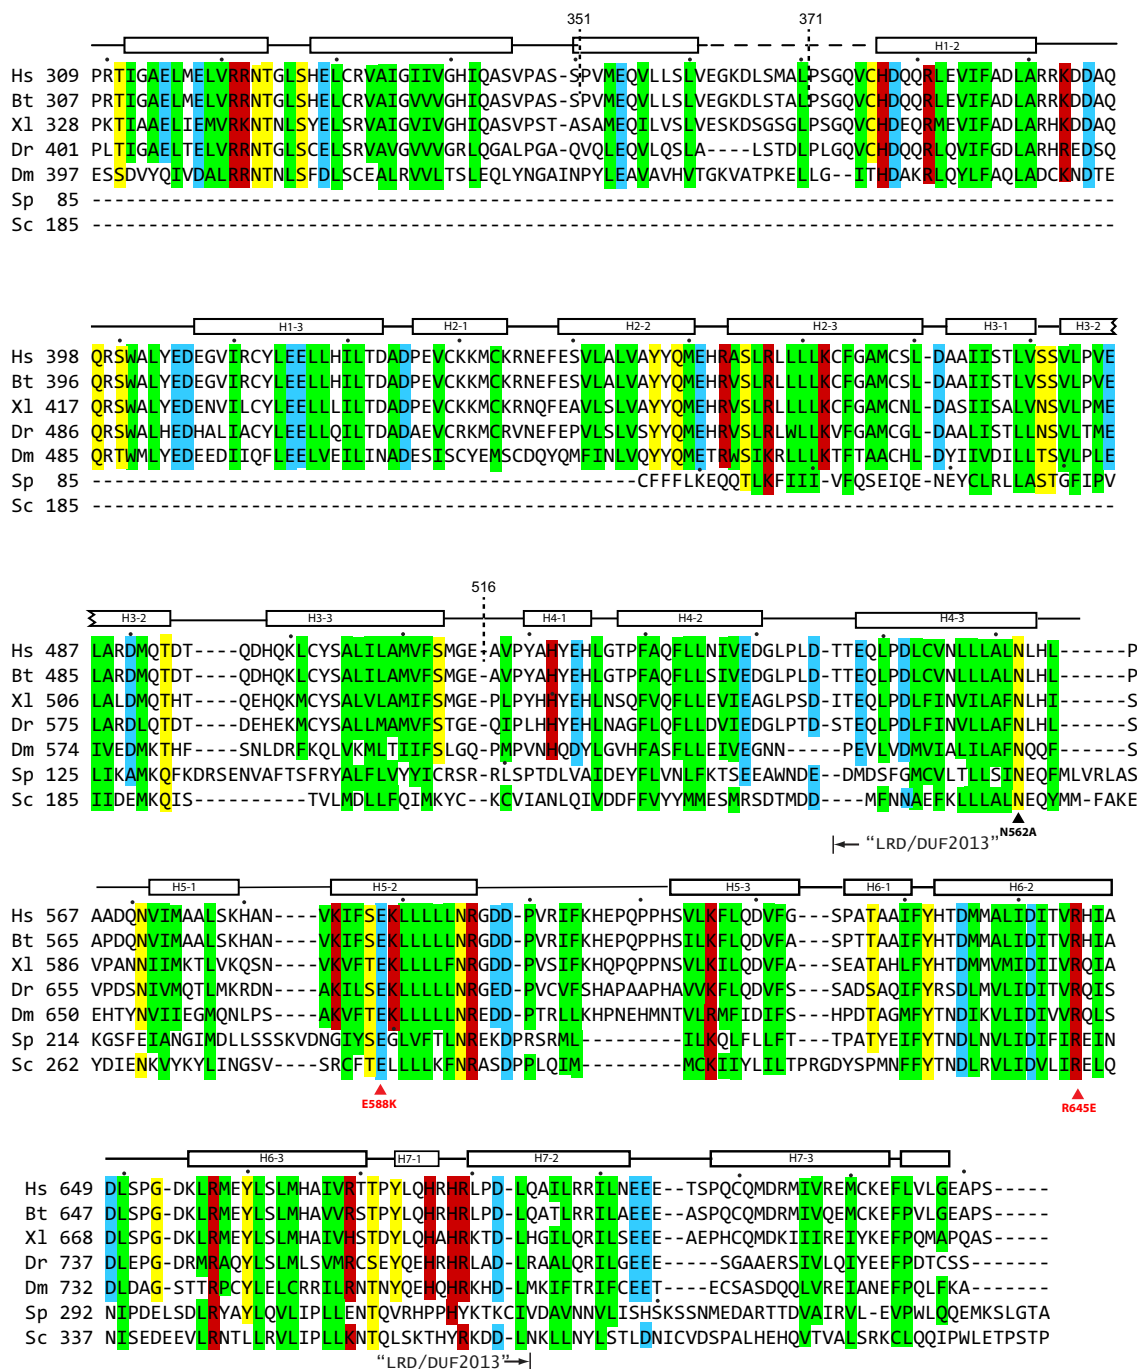 351 371
H1-2
Hs 309 PRTIGAELMELVRRNTGLSHELCRVAIGIIVGHIQASVPAS-SPVMEQVLLSLVEGKDLSMALPSGQVCHDQQRLEVIFADLARRKDDAQ
Bt 307 PRTIGAELMELVRRNTGLSHELCRVAIGVVVGHIQASVPAS-SPVMEQVLLSLVEGKDLSTALPSGQVCHDQQRLEVIFADLARRKDDAQ
Xl 328 PKTIAAELIEMVRKNTNLSYELSRVAIGVIVGHIQASVPST-ASAMEQILVSLVESKDSGSGLPSGQVCHDEQRMEVIFADLARHKDDAQ
Dr 401 PLTIGAELTELVRRNTGLSCELSRVAVGVVVGRLQGALPGA-QVQLEQVLQSLA----LSTDLPLGQVCHDQQRLQVIFGDLARHREDSQ
Dm 397 ESSDVYQIVDALRRNTNLSFDLSCEALRVVLTSLEQLYNGAINPYLEAVAVHVTGKVATPKELLG--ITHDAKRLQYLFAQLADCKNDTE
Sp 85 ------------------------------------------------------------------------------------------
Sc 185 ------------------------------------------------------------------------------------------
H1-3 H2-1 H2-2 H2-3 H3-1 H3-2
Hs 398 QRSWALYEDEGVIRCYLEELLHILTDADPEVCKKMCKRNEFESVLALVAYYQMEHRASLRLLLLKCFGAMCSL-DAAIISTLVSSVLPVE
Bt 396 QRSWALYEDEGVIRCYLEELLHILTDADPEVCKKMCKRNEFESVLALVAYYQMEHRVSLRLLLLKCFGAMCSL-DAAIISTLVSSVLPVE
Xl 417 QRSWALYEDENVILCYLEELLLILTDADPEVCKKMCKRNQFEAVLSLVAYYQMEHRVSLRLLLLKCFGAMCNL-DASIISALVNSVLPME
Dr 486 QRSWALHEDHALIACYLEELLQILTDADAEVCRKMCRVNEFEPVLSLVSYYQMEHRVSLRLWLLKVFGAMCGL-DAALISTLLNSVLTME
Dm 485 QRTWMLYEDEEDIIQFLEELVEILINADESISCYEMSCDQYQMFINLVQYYQMETRWSIKRLLLKTFTAACHL-DYIIVDILLTSVLPLE
Sp 85 ------------------------------------------------CFFFLKEQQTLKFIIII-VFQSEIQE-NEYCLRLLASTGFIPV
Sc 185 ------------------------------------------------------------------------------------------
516
H3-2 H3-3 H4-1 H4-2 H4-3
Hs 487 LARDMQTDT----QDHQKLCYSALILAMVFSMGE-AVPYAHYEHLGTPFAQFLLNIVEDGLPLD-TTEQLPDLCVNLLLALNLHL------P
Bt 485 LARDMQTDT----QDHQKLCYSALILAMVFSMGE-AVPYAHYEHLGTPFAQFLLSIVEDGLPSD-TTEQLPDLCVNLLLALNLHL------P
Xl 506 LALDMQTHT----QEHQKMCYSALVLAMIFSMGE-PLPYHHYEHLNSQFVQFLLSVIEAGLPSD-TTEQLPDLFINVLLAFNLHI------S
Dr 575 LARDLQTDT----DEHEKMCYSALLMAMVFSTGE-QIPLHHYEHLNAGFLQFLLDVIEDGLPTD-STEQLPDLFINVLLAFNLHL------S
Dm 574 IVEDMKTHF----SNLDRFKQLVKMLTIIFSLGQ-PMPVNHQDYLGVHFASFLLEIVEGNN----PEVLVDMVIALILAFNQQF------S
Sp 125 LIKAMKQFKDRSENVAFTSFRYALFLVYYICRSR-RLSPTDLVAIDEYFLVNLFKTSEEAWNDE-DMDSFGMCVLTLLSINEQFMLVRLAS
Sc 185 IIDEMKQIS---------TVLMDLLFQIMKYC--KCVIANLQIVDDFFVYYMMESMRSDTMDD----MFNNAEFKLLLALNEQYMM-FAKE
N562A
|← “LRD/DUF2013”
H5-1 H5-2 H5-3 H6-1 H6-2
Hs 567 AADQNVIMAALSKHAN----VKIFSEKLLLLLNRGDD-PVRIFKHEPQPPHSVLKFLQDVFG---SPATAAIFYHTDMMALIDITVRHIA
Bt 565 APDQNVIMAALSKHAN----VKIFSEKLLLLLNRGDD-PVRIFKHEPQPPHSILKFLQDVFA---SPTTAAIFYHTDMMALIDITVRHIA
Xl 586 VPANNIIMKTLVKQSN----VKVFTEKLLLLFNRGDD-PVSIFKHQPQPPNSVLKILQDVFA---SEATAHLFYHTDMMVMIDIIVRQIA
Dr 655 VPDSNIVMQTLMKRDN----AKILSEKLLLLLNRGED-PVCVFSHAPAAPHAVVKFLQDVFS---SADSAQIFYRSDLMVLIDITVRQIS
Dm 650 EHTYNVIIEGMQNLPS----AKVFTEKLLLLLNREDD-PTRLLKHPNEHMNTVLRMFIDIFS---HPDTAGMFYTNDIKVLIDIVVRQLS
Sp 214 KGSFEIANGIMDLLSSSKVDNGIYSEGLVFTLNREKDPRSRML---------ILKQLFLLFT---TPATYEIFYTNDLNVLIDIFIREIN
Sc 262 YDIENKVYKYLINGSV----SRCFTELLLLKFNRASDPPLQIM---------MCKIIYLILTPRGDYSPMNFFYTNDLRVLIDVLIRELQ
E588K R645E
H6-3 H7-1 H7-2 H7-3
Hs 649 DLSPG-DKLRMEYLSLMHAIVRTTPYLQHRHRLPD-LQAILRRILNEEE-TSPQCQMDRMIVREMCKEFLVLGEAPS-----
Bt 647 DLSPG-DKLRMEYLSLMHAVVRSTPYLQHRHRLPD-LQATLRRILAEEE-ASPQCQMDRMIVQEMCKEFPVLGEAPS-----
Xl 668 DLSPG-DKLRMEYLSLMHAIVHSTDYLQHAHRKTD-LHGILQRILSEEE-AEPHCQMDKIIIREIYKEFPQMAPQAS-----
Dr 737 DLEPG-DRMRAQYLSLMLSVMRCSEYQEHRHRLAD-LRAALQRILGEEE---SGAAERSIVLQIYEEFPDTCSS-------
Dm 732 DLDAG-STTRPCYLELCRRILRNTNYQEHQHRKHD-LMKIFTRIFCEET---ECSASDQQLVREIANEFPQLFKA-------
Sp 292 NIPDELSDLRYAYLQVLIPLLENTQVRHPPHYKTKCIVDAVNNVLISHSKSSNMEDARTTDVAIRVL-EVPWLQQEMKSLGTA
Sc 337 NISEDEEVLRNTLLRVLIPLLKNTQLSKTHYRKDD-LNKLLNYLSTLDNICVDSPALHEHQVTVALSRKCLQQIPWLETPSTP
“LRD/DUF2013”→|